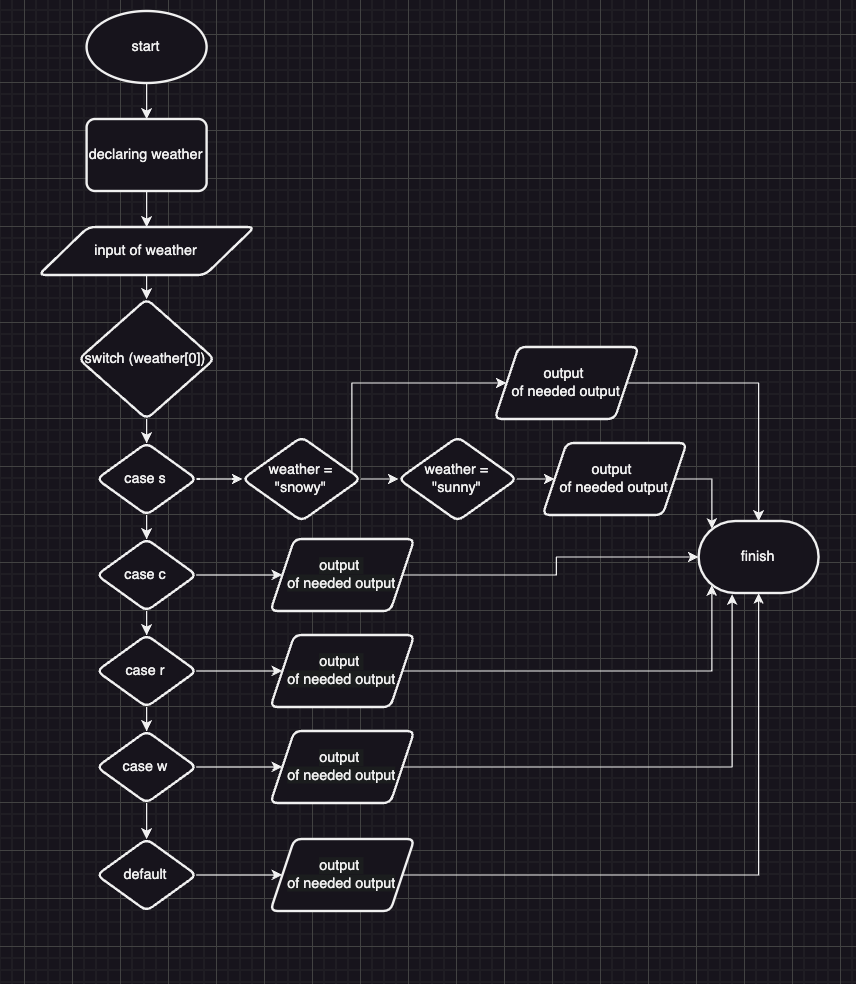 start
declaring weather
input of weather
switch (weather[0])
output
of needed output
case s
weather =
"snowy"
weather =
"sunny"
output
of needed output
finish
case c
output
of needed output
case r
output
of needed output
case w
output
of needed output
default
output
of needed output